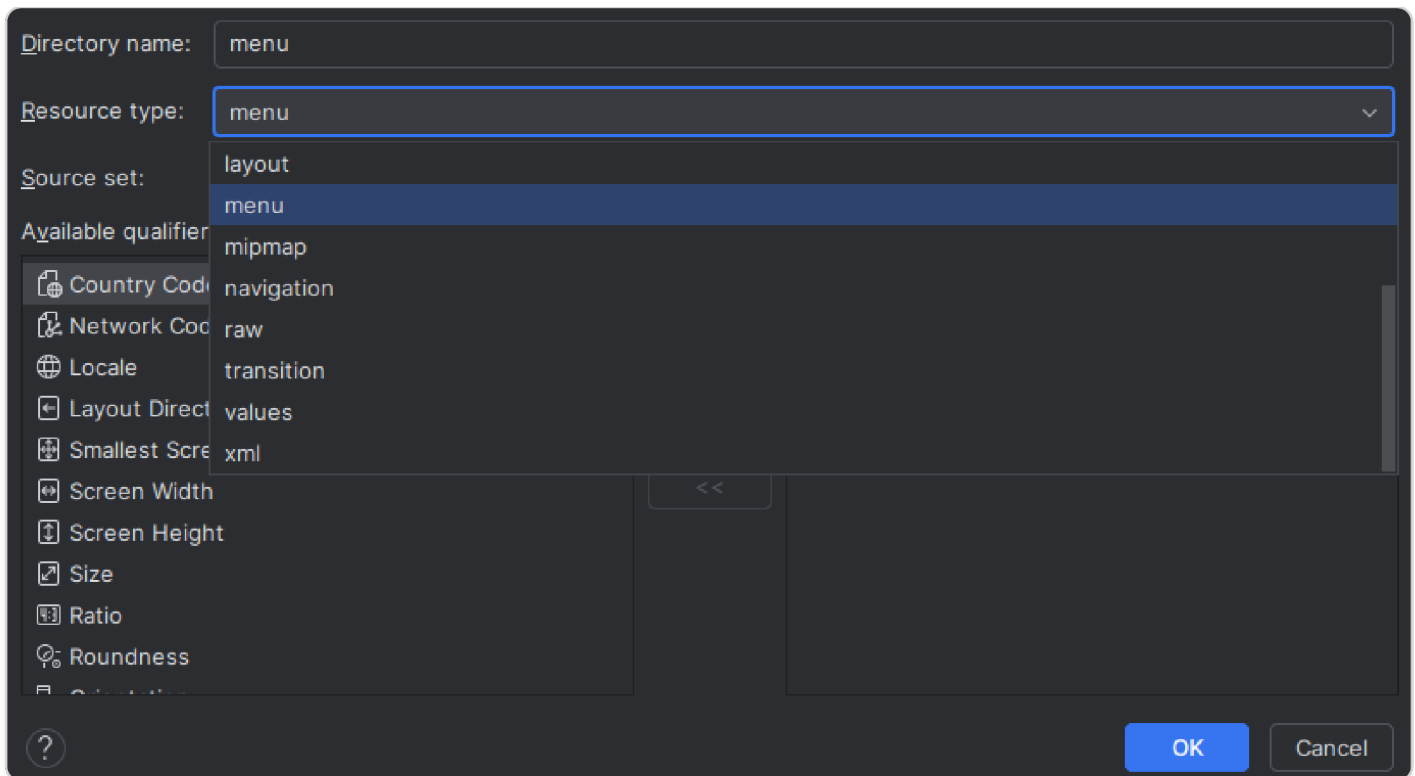 Directory name: menu
Resource type: menu
Source set:
layout
menu
mipmap
navigation
raw
transition
values
xml
Available qualifier
Country Cod
Network Cod
Locale
Layout Direct
Smallest Scre
Screen Width
Screen Height
Size
Ratio
Roundness
<<
?
OK
Cancel